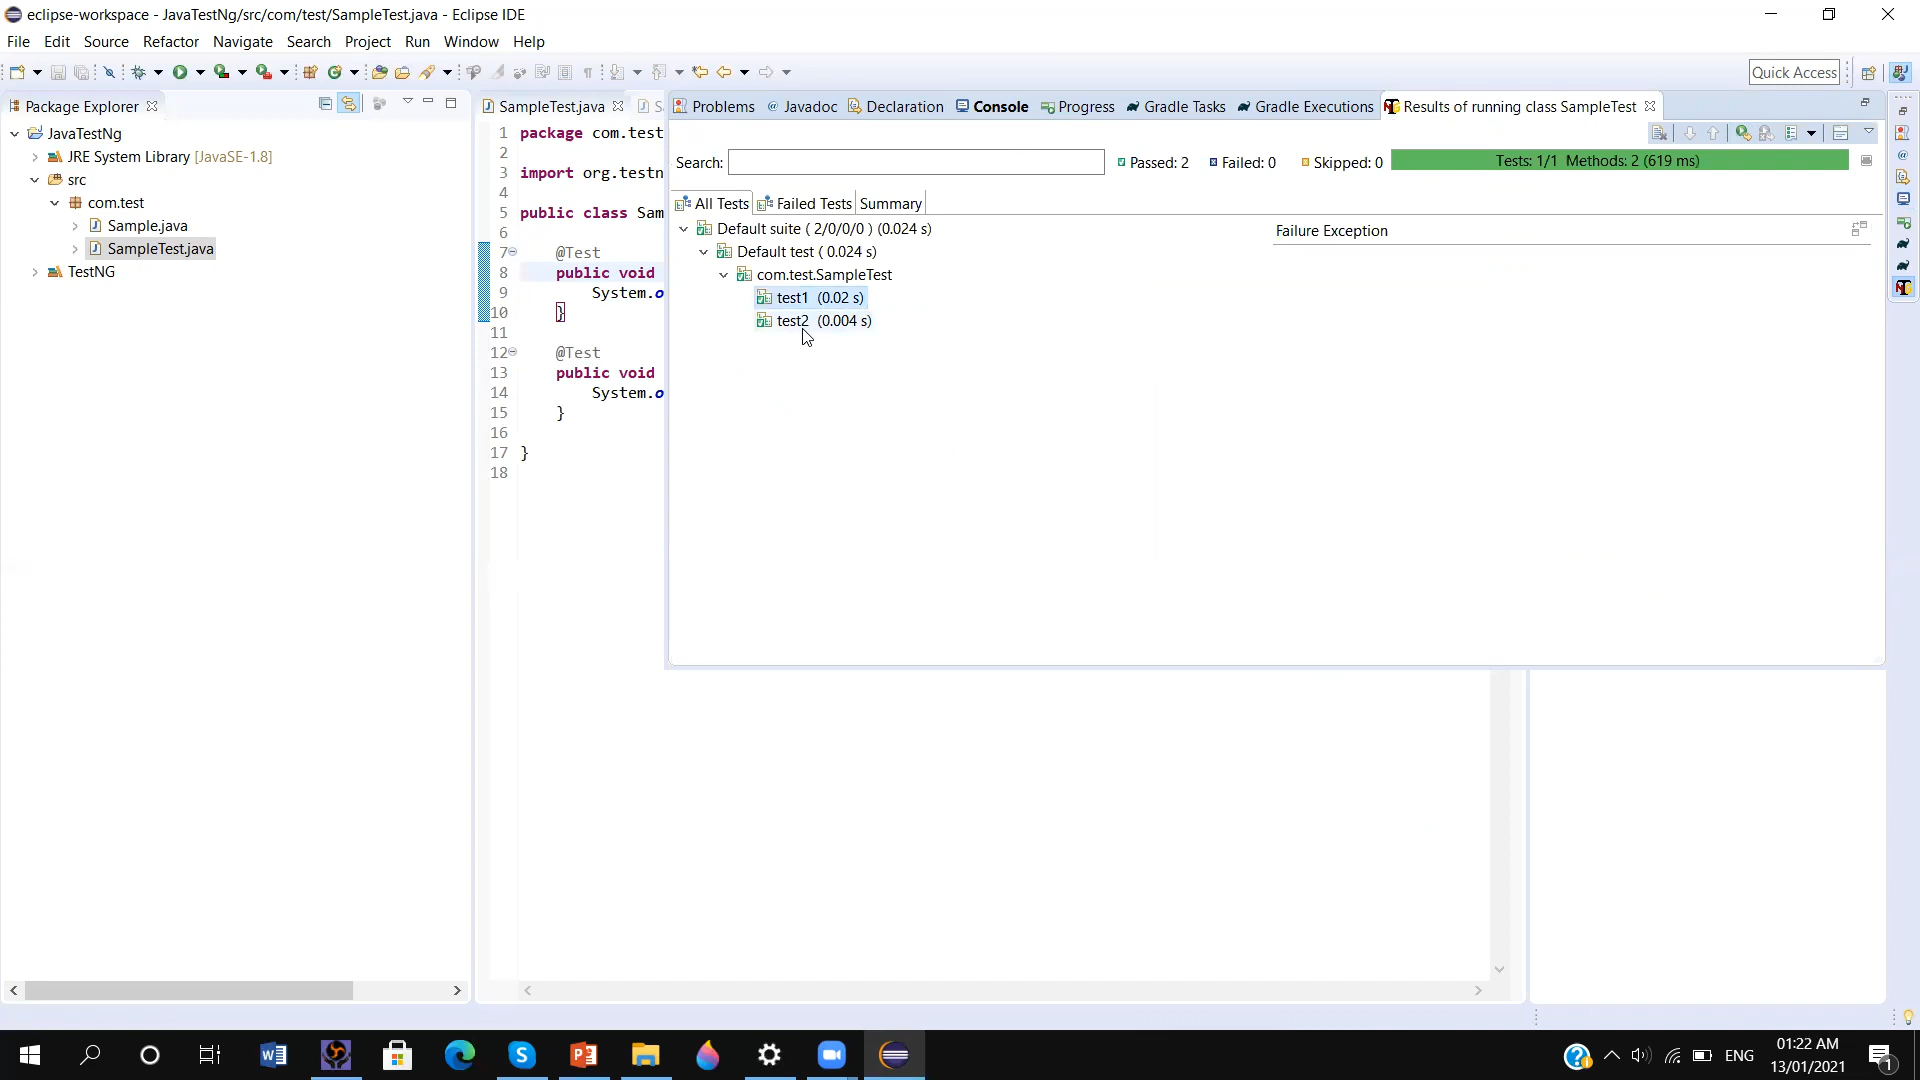 eclipse-workspace - JavaTestNg/src/com/test/SampleTest.java - Eclipse IDE
File Edit Source Refactor Navigate Search Project Run Window Help
Quick Access
Package Explorer
JavaTestNg
JRE System Library [JavaSE-1.8]
src
com.test
Sample.java
SampleTest.java
TestNG
SampleTest.java
1 package com.test
2
3 import org.testn
4
5 public class Sam
6
7 @Test
8 public void
9 System.o
10 }
11
12 @Test
13 public void
14 System.o
15 }
16
17 }
18
Problems @ Javadoc Declaration Console Progress Gradle Tasks Gradle Executions Results of running class SampleTest
Search: Passed: 2 Failed: 0 Skipped: 0 Tests: 1/1 Methods: 2 (619 ms)
All Tests Failed Tests Summary
Default suite ( 2/0/0/0 ) (0.024 s)
Default test ( 0.024 s)
com.test.SampleTest
test1 (0.02 s)
test2 (0.004 s)
Failure Exception
ENG
01:22 AM
13/01/2021
1